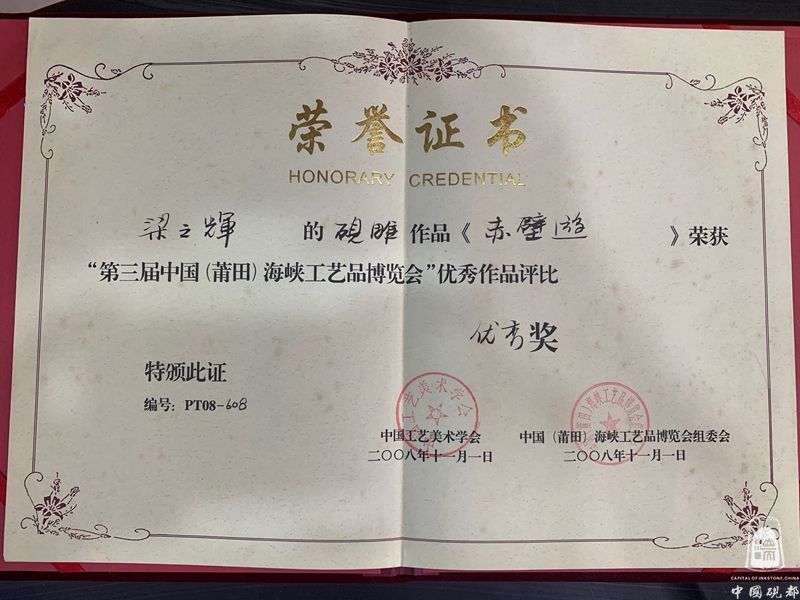 荣誉证书
HONORARY CREDENTIAL
梁之輝 的 砚雕 作品《 赤壁游 》荣获
“第三届中国（莆田）海峡工艺品博览会”优秀作品评比
优秀奖
特颁此证
编号：PT08-608
中国工艺美术学会
二〇〇八年十一月一日
中国（莆田）海峡工艺品博览会组委会
二〇〇八年十一月一日
CAPITAL OF INKSTONE, CHINA
中國硯都